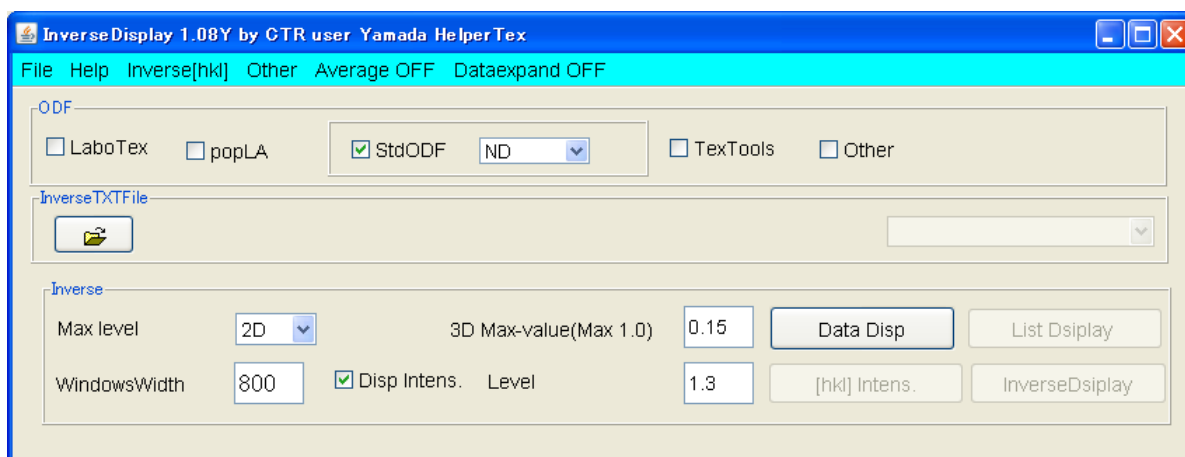 InverseDisplay 1.08Y by CTR user Yamada HelperTex
File Help Inverse[hkl] Other Average OFF Dataexpand OFF
ODF
LaboTex popLA StdODF ND TexTools Other
InverseTXTFile
Inverse
Max level 2D 3D Max-value(Max 1.0) 0.15 Data Disp List Dsiplay
WindowsWidth 800 Disp Intens. Level 1.3 [hkl] Intens. InverseDsiplay